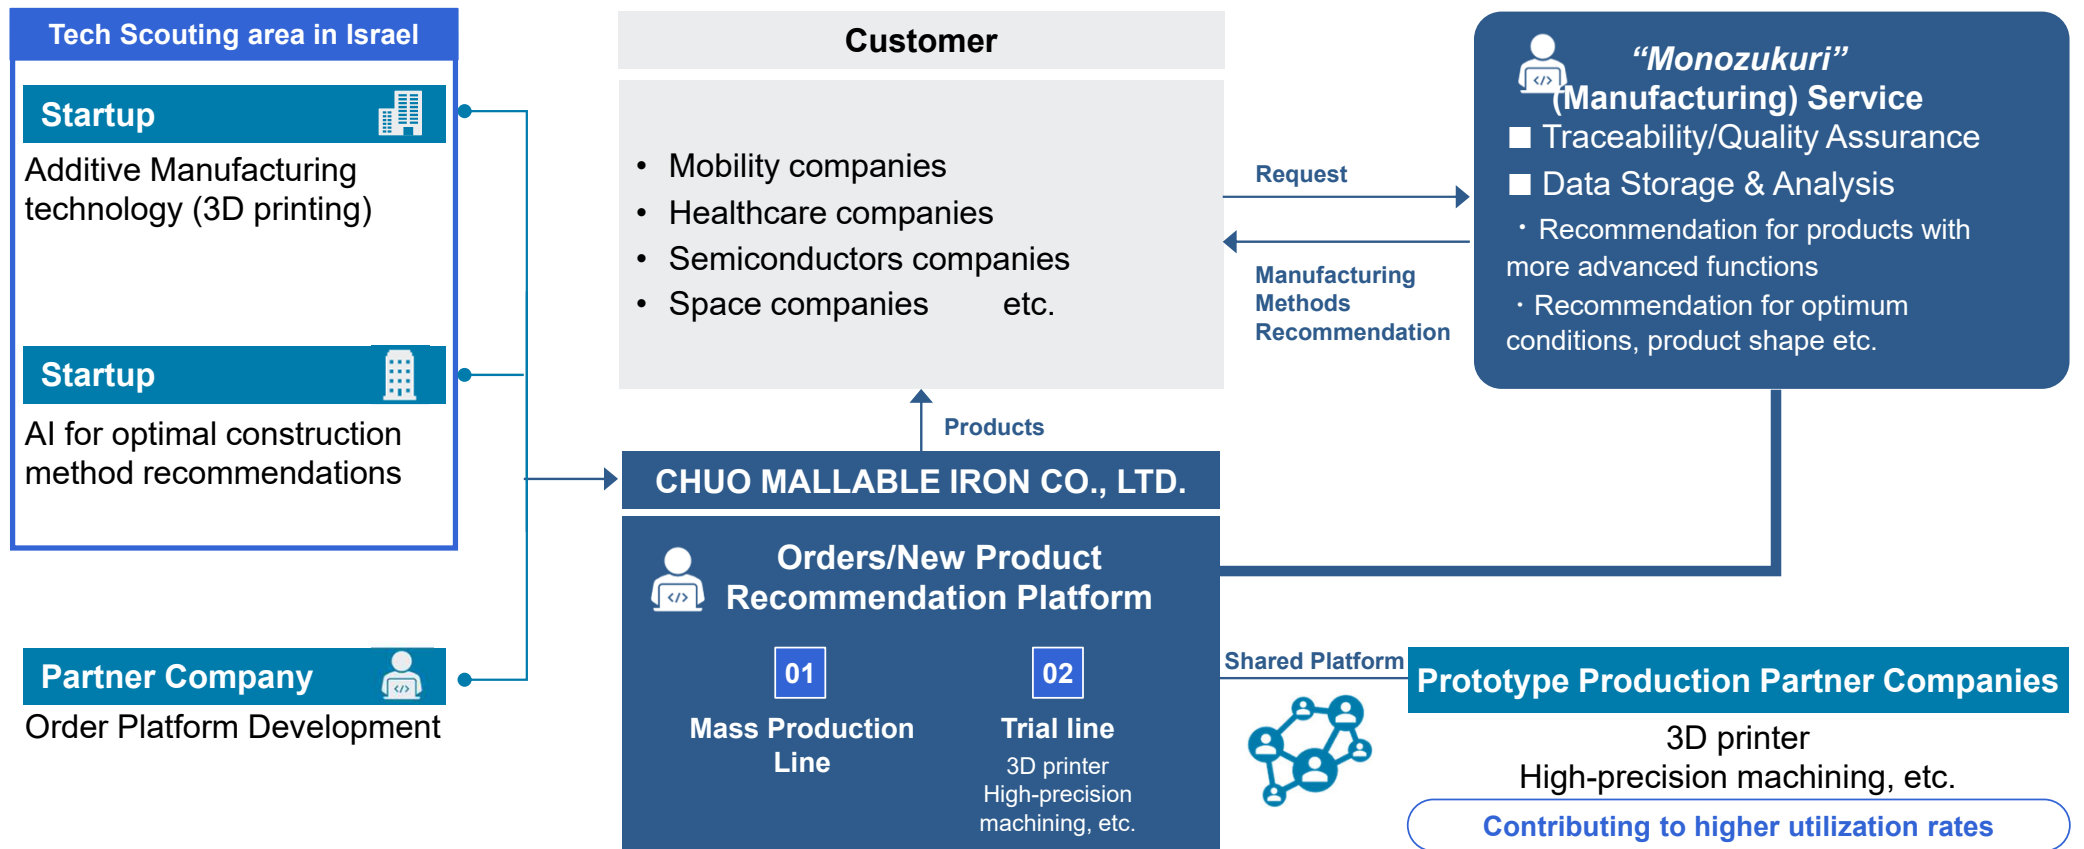 Tech Scouting area in Israel
Startup
Additive Manufacturing
technology (3D printing)
Startup
AI for optimal construction
method recommendations
Partner Company
Order Platform Development
Customer
• Mobility companies
• Healthcare companies
• Semiconductors companies
• Space companies etc.
Request
Manufacturing
Methods
Recommendation
“Monozukuri”
(Manufacturing) Service
■ Traceability/Quality Assurance
■ Data Storage & Analysis
・Recommendation for products with
more advanced functions
・Recommendation for optimum
conditions, product shape etc.
Products
CHUO MALLABLE IRON CO., LTD.
Orders/New Product
Recommendation Platform
01
Mass Production
Line
02
Trial line
3D printer
High-precision
machining, etc.
Shared Platform
Prototype Production Partner Companies
3D printer
High-precision machining, etc.
Contributing to higher utilization rates